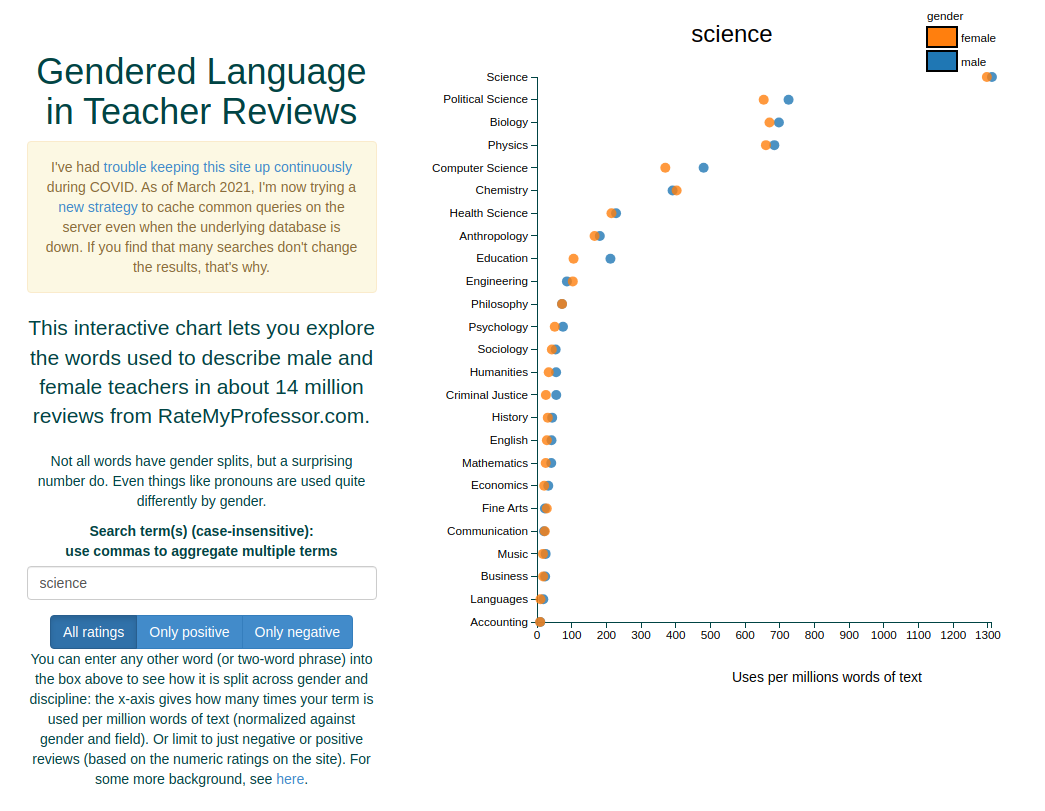 Gendered Language
in Teacher Reviews
I've had trouble keeping this site up continuously
during COVID. As of March 2021, I'm now trying a
new strategy to cache common queries on the
server even when the underlying database is
down. If you find that many searches don't change
the results, that's why.
This interactive chart lets you explore
the words used to describe male and
female teachers in about 14 million
reviews from RateMyProfessor.com.
Not all words have gender splits, but a surprising
number do. Even things like pronouns are used quite
differently by gender.
Search term(s) (case-insensitive):
use commas to aggregate multiple terms
science
All ratings Only positive Only negative
You can enter any other word (or two-word phrase) into
the box above to see how it is split across gender and
discipline: the x-axis gives how many times your term is
used per million words of text (normalized against
gender and field). Or limit to just negative or positive
reviews (based on the numeric ratings on the site). For
some more background, see here.
science
gender
female
male
Science
Political Science
Biology
Physics
Computer Science
Chemistry
Health Science
Anthropology
Education
Engineering
Philosophy
Psychology
Sociology
Humanities
Criminal Justice
History
English
Mathematics
Economics
Fine Arts
Communication
Music
Business
Languages
Accounting
0 100 200 300 400 500 600 700 800 900 1000 1100 1200 1300
Uses per millions words of text